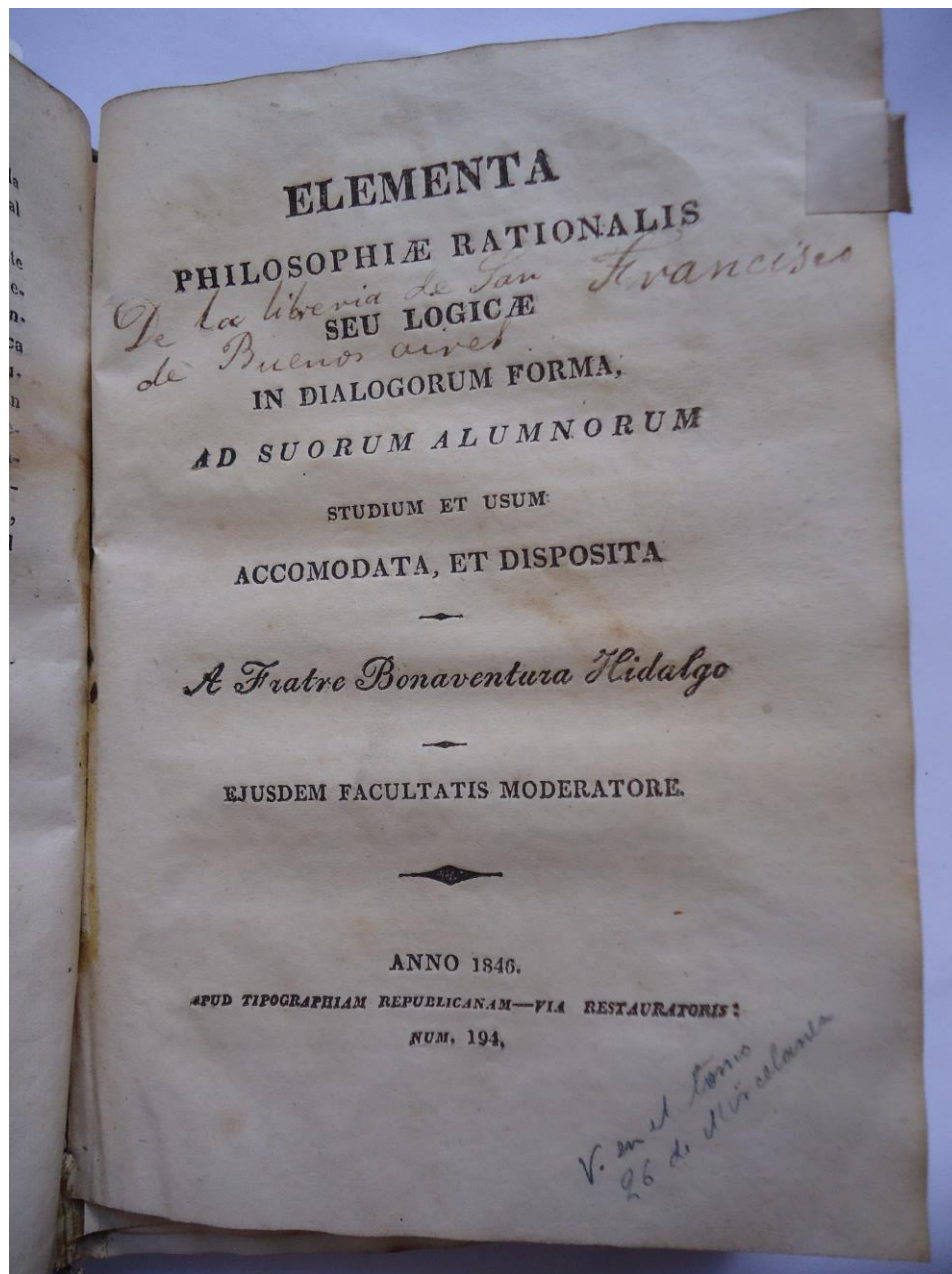 ELEMENTA
PHILOSOPHIÆ RATIONALIS
De la libreria de San Francisco
SEU LOGICÆ
de Buenos aires.
IN DIALOGORUM FORMA,
AD SUORUM ALUMNORUM
STUDIUM ET USUM
ACCOMODATA, ET DISPOSITA
A Fratre Bonaventura Hidalgo
EJUSDEM FACULTATIS MODERATORE.
ANNO 1846.
APUD TIPOGRAPHIAM REPUBLICANAM—VIA RESTAURATORIS:
NUM. 194,
V. en el tomo
26 de Mircelanea